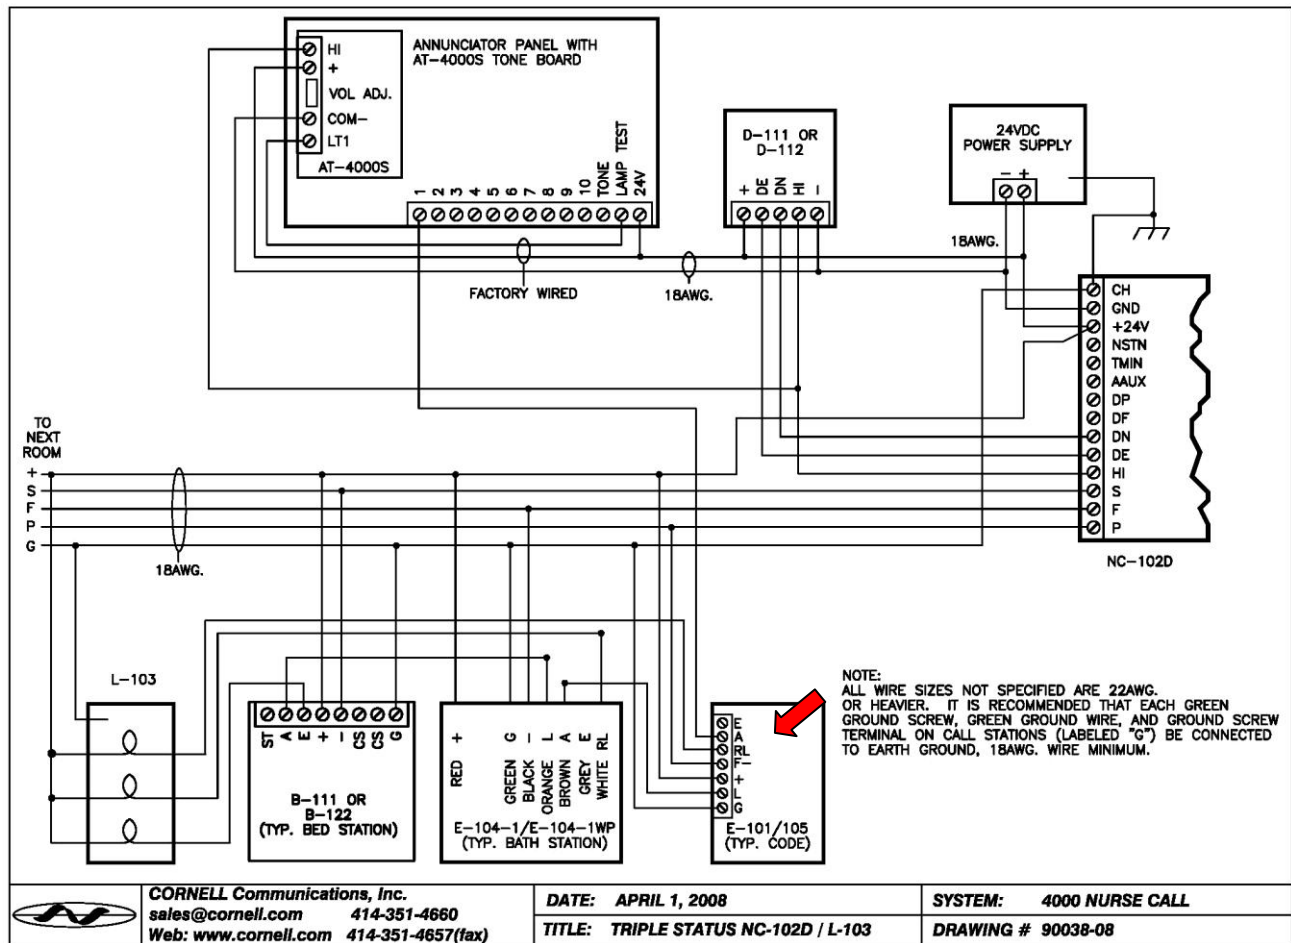 HI
+
VOL ADJ.
COM-
LT1
AT-4000S
ANNUNCIATOR PANEL WITH
AT-4000S TONE BOARD
1
2
3
4
5
6
7
8
9
10
TONE
LAMP TEST
24V
FACTORY WIRED
18AWG.
D-111 OR
D-112
+
DE
DN
HI
-
24VDC
POWER SUPPLY
- +
18AWG.
CH
GND
+24V
NSTN
TMIN
AAUX
DP
DF
DN
DE
HI
S
F
P
NC-102D
TO
NEXT
ROOM
+
S
F
P
G
18AWG.
L-103
ST
A
E
+
-
CS
CS
G
B-111 OR
B-122
(TYP. BED STATION)
+
G
-
L
A
E
RL
RED
GREEN
BLACK
ORANGE
BROWN
GREY
WHITE
E-104-1/E-104-1WP
(TYP. BATH STATION)
E
A
RL
F-
+
L
G
E-101/105
(TYP. CODE)
NOTE:
ALL WIRE SIZES NOT SPECIFIED ARE 22AWG.
OR HEAVIER. IT IS RECOMMENDED THAT EACH GREEN
GROUND SCREW, GREEN GROUND WIRE, AND GROUND SCREW
TERMINAL ON CALL STATIONS (LABELED "G") BE CONNECTED
TO EARTH GROUND, 18AWG. WIRE MINIMUM.
CORNELL Communications, Inc.
sales@cornell.com 414-351-4660
Web: www.cornell.com 414-351-4657(fax)
DATE: APRIL 1, 2008
TITLE: TRIPLE STATUS NC-102D / L-103
SYSTEM: 4000 NURSE CALL
DRAWING # 90038-08